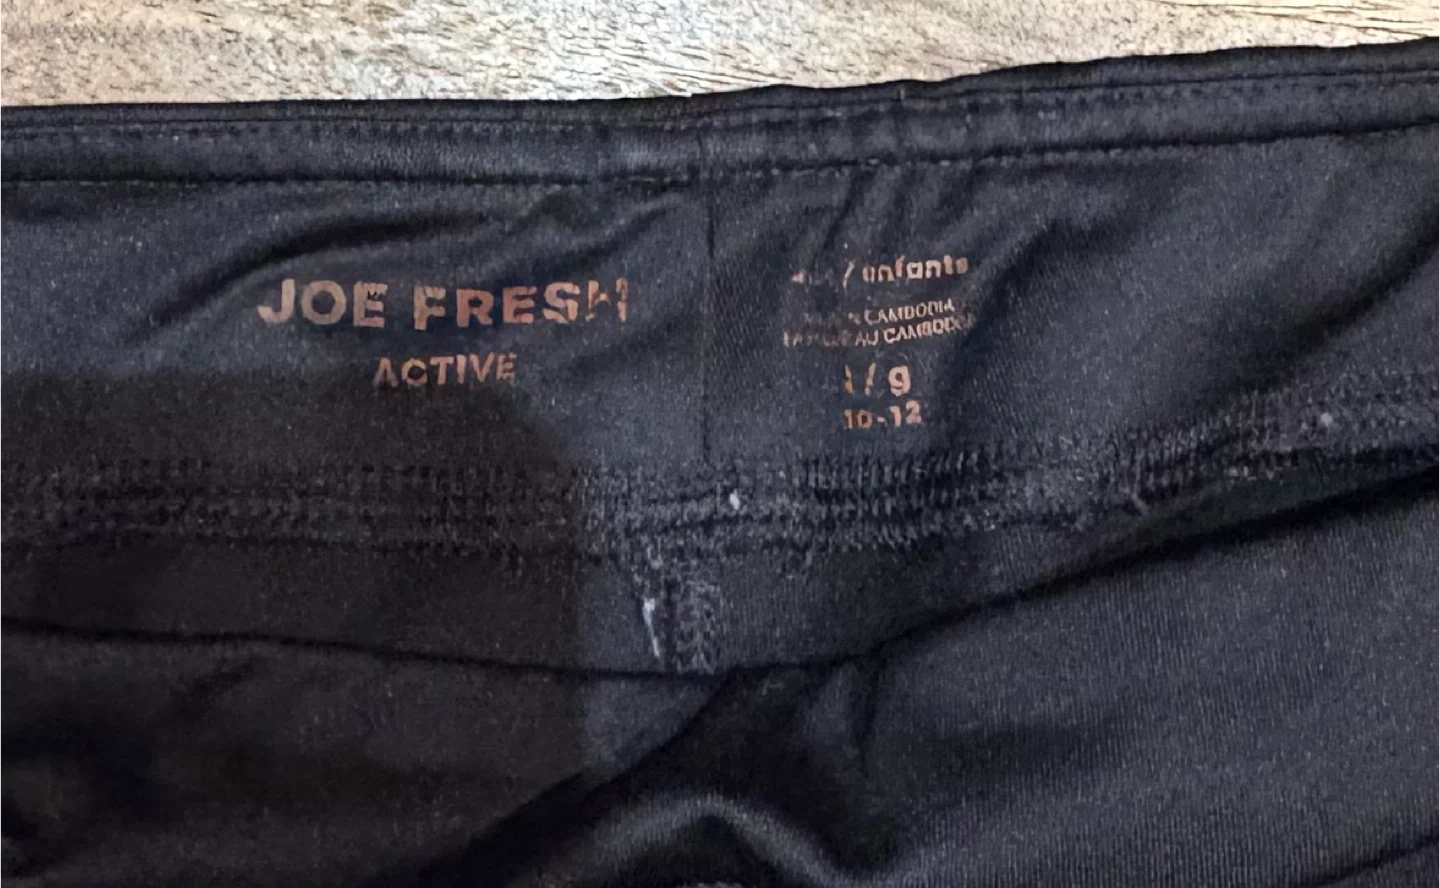 JOE FRESH
ACTIVE
/ enfants
CAMBODIA
AU CAMBODGE
/ g
10-12